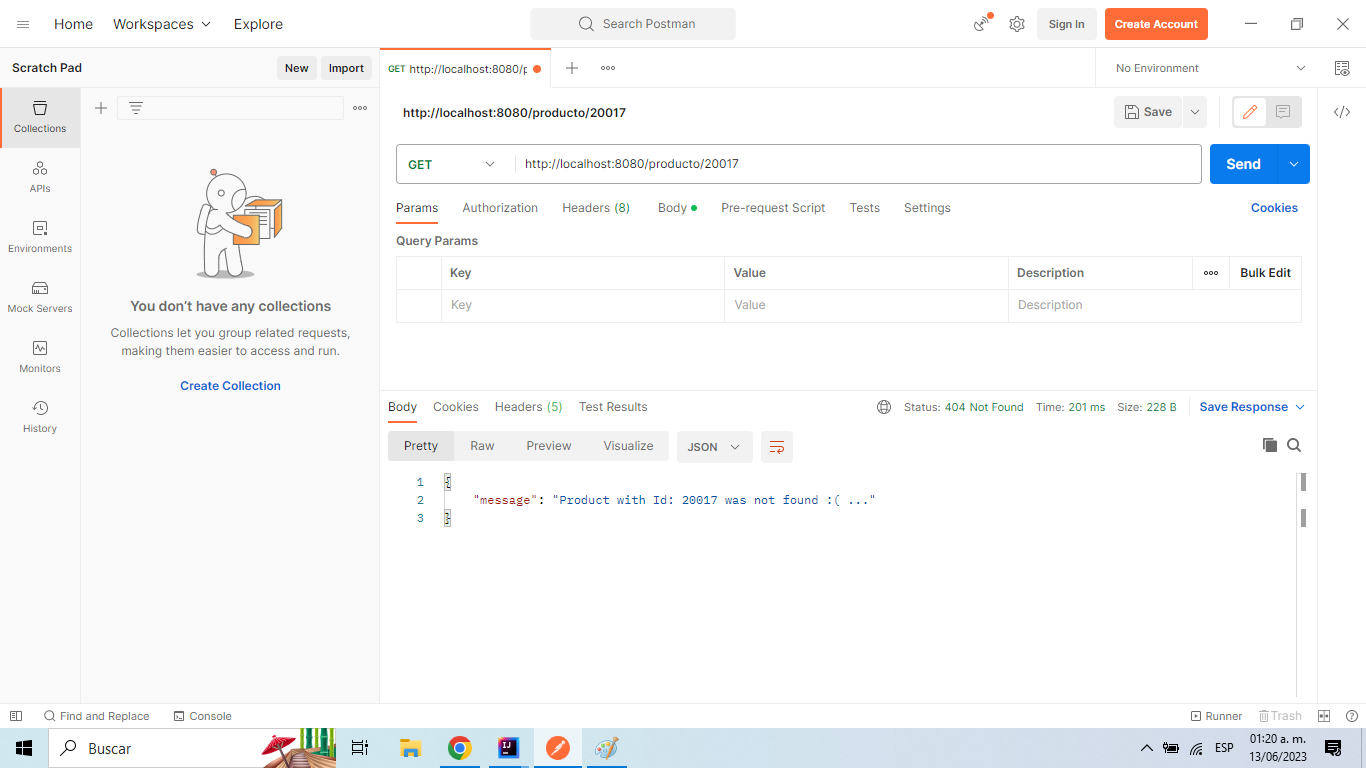 Home Workspaces Explore Search Postman Sign In Create Account
Scratch Pad New Import GET http://localhost:8080/p No Environment
Collections
APIs
Environments
Mock Servers
Monitors
History
You don't have any collections
Collections let you group related requests,
making them easier to access and run.
Create Collection
http://localhost:8080/producto/20017 Save
GET http://localhost:8080/producto/20017 Send
Params Authorization Headers (8) Body Pre-request Script Tests Settings Cookies
Query Params
Key Value Description Bulk Edit
Key Value Description
Body Cookies Headers (5) Test Results Status: 404 Not Found Time: 201 ms Size: 228 B Save Response
Pretty Raw Preview Visualize JSON
1 {
2 "message": "Product with Id: 20017 was not found :( ..."
3 }
Find and Replace Console Runner Trash
Buscar ESP 01:20 a. m.
13/06/2023